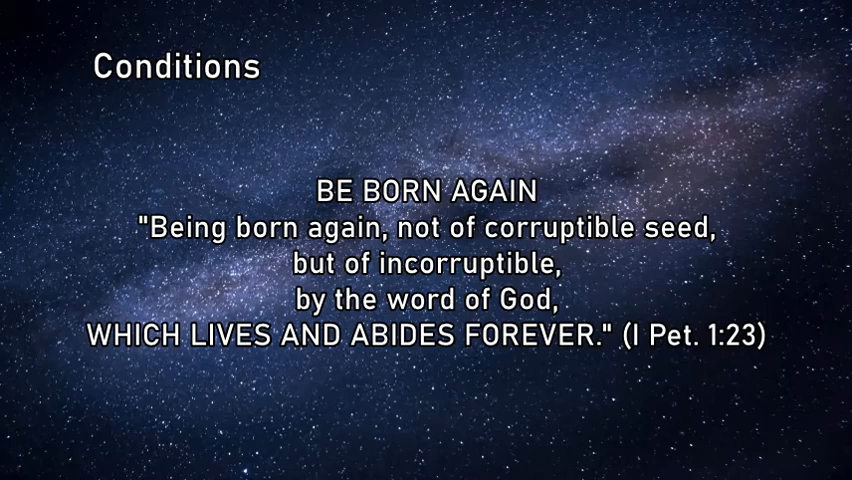 Conditions
BE BORN AGAIN
"Being born again, not of corruptible seed,
but of incorruptible,
by the word of God,
WHICH LIVES AND ABIDES FOREVER." (I Pet. 1:23)